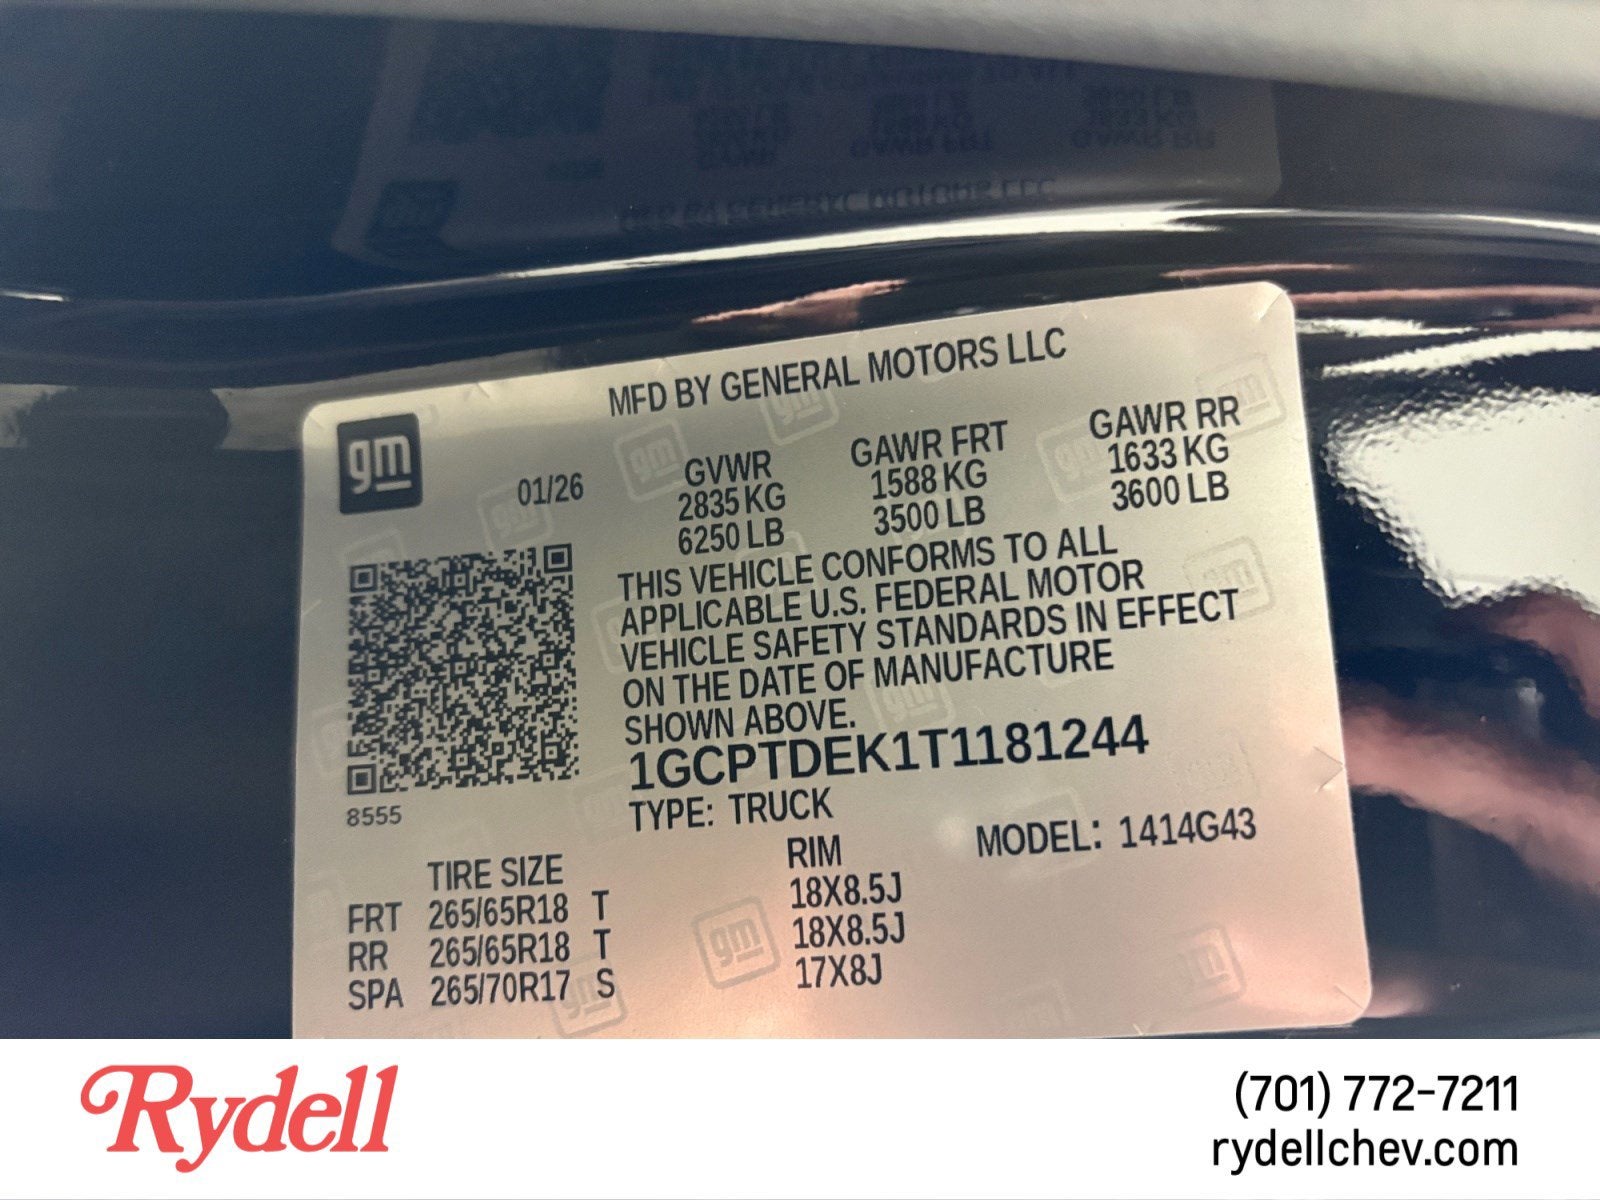 MFD BY GENERAL MOTORS LLC
gm
01/26
GVWR
2835 KG
6250 LB
GAWR FRT
1588 KG
3500 LB
GAWR RR
1633 KG
3600 LB
THIS VEHICLE CONFORMS TO ALL
APPLICABLE U.S. FEDERAL MOTOR
VEHICLE SAFETY STANDARDS IN EFFECT
ON THE DATE OF MANUFACTURE
SHOWN ABOVE.
1GCPTDEK1T1181244
8555
TYPE: TRUCK
MODEL: 1414G43
TIRE SIZE RIM
FRT 265/65R18 T 18X8.5J
RR 265/65R18 T 18X8.5J
SPA 265/70R17 S 17X8J
Rydell
(701) 772-7211
rydellchev.com